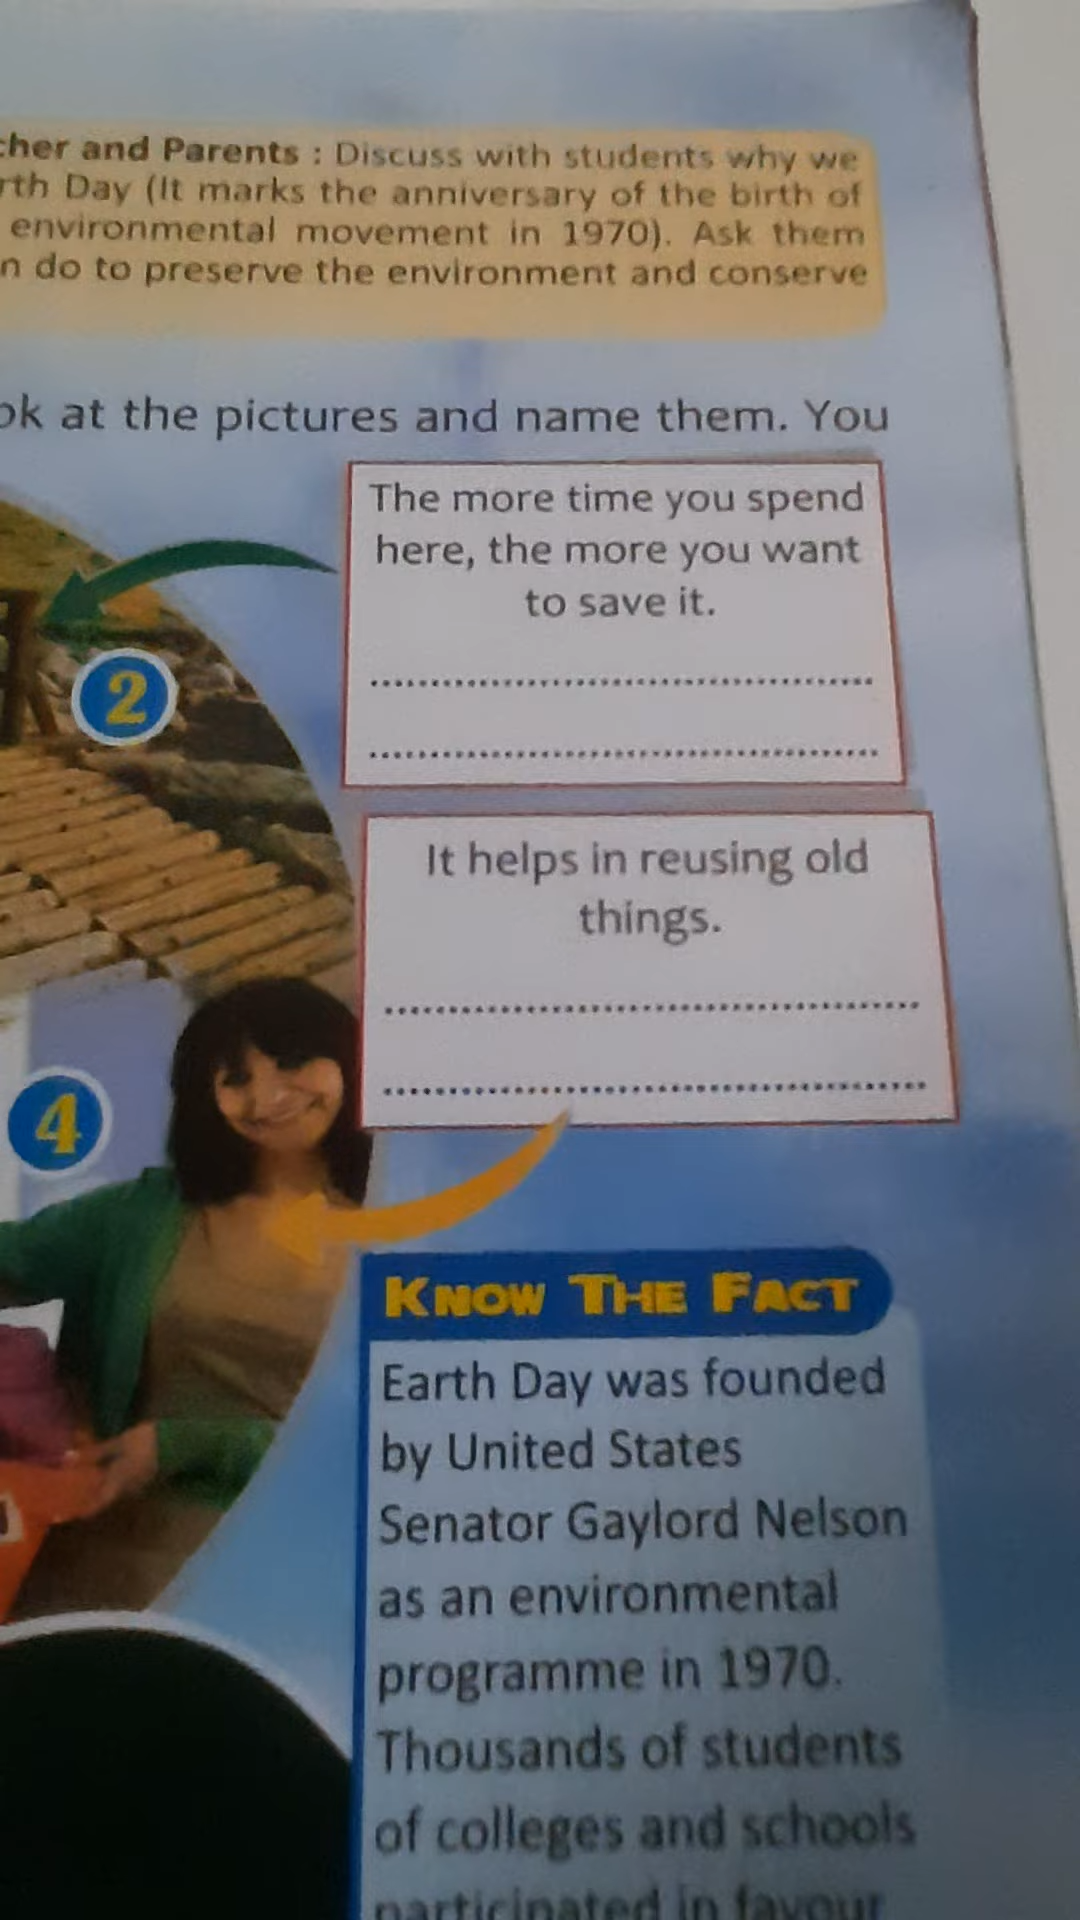 and Parents : Discuss with students why we
Day (It marks the anniversary of the birth of
environmental movement in 1970). Ask them
do to preserve the environment and conserve
at the pictures and name them. You
The more time you spend
here, the more you want
to save it.
2
It helps in reusing old
things.
4
KNOW THE FACT
Earth Day was founded
by United States
Senator Gaylord Nelson
as an environmental
programme in 1970.
Thousands of students
of colleges and schools
participated in favour